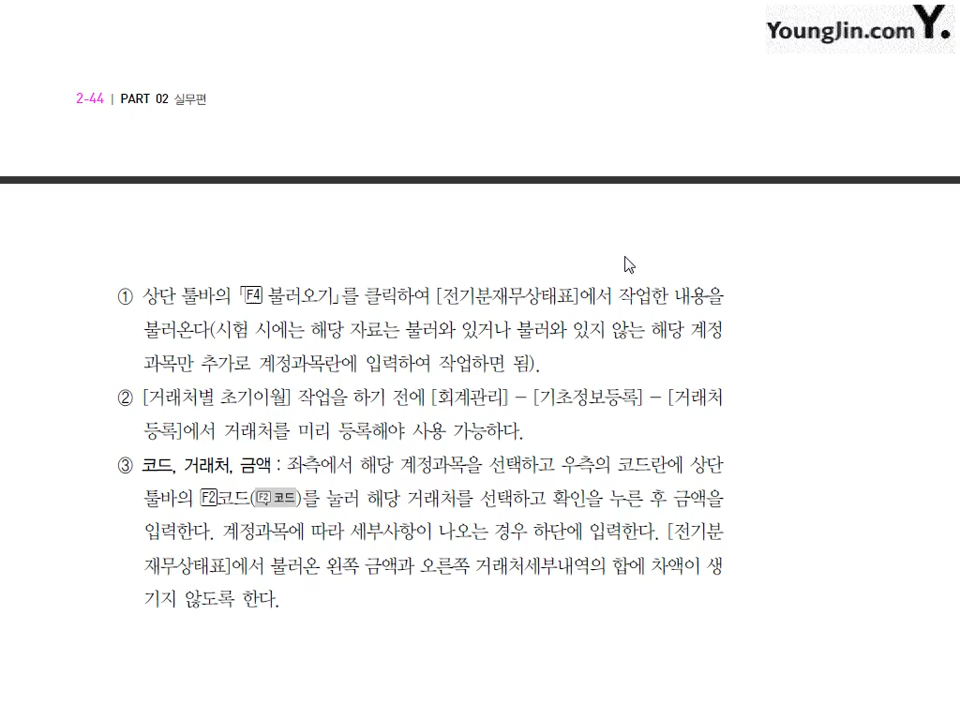 YoungJin.com Y.
2-44 | PART 02 실무편
① 상단 툴바의 「F4 불러오기」를 클릭하여 [전기분재무상태표]에서 작업한 내용을
불러온다(시험 시에는 해당 자료는 불러와 있거나 불러와 있지 않는 해당 계정
과목만 추가로 계정과목란에 입력하여 작업하면 됨).
② [거래처별 초기이월] 작업을 하기 전에 [회계관리] – [기초정보등록] – [거래처
등록]에서 거래처를 미리 등록해야 사용 가능하다.
③ 코드, 거래처, 금액 : 좌측에서 해당 계정과목을 선택하고 우측의 코드란에 상단
툴바의 F2코드(F2 코드)를 눌러 해당 거래처를 선택하고 확인을 누른 후 금액을
입력한다. 계정과목에 따라 세부사항이 나오는 경우 하단에 입력한다. [전기분
재무상태표]에서 불러온 왼쪽 금액과 오른쪽 거래처세부내역의 합에 차액이 생
기지 않도록 한다.